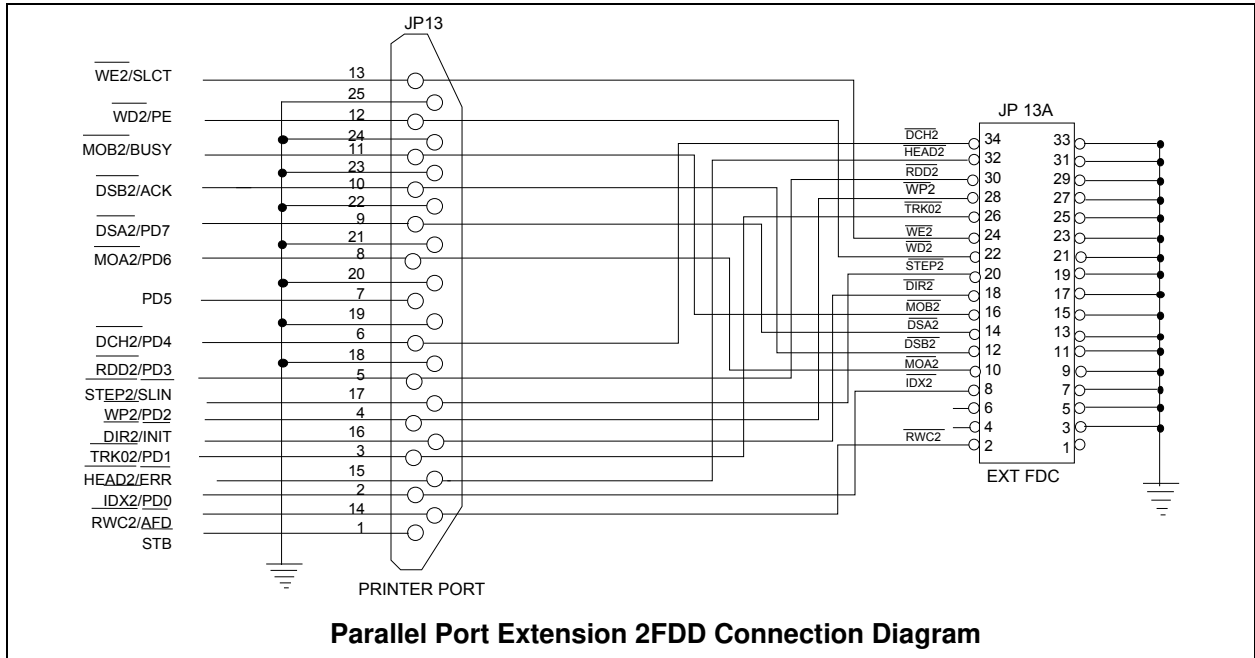 JP13
WE2/SLCT
13
25
WD2/PE
12
24
MOB2/BUSY
11
23
DSB2/ACK
10
22
DSA2/PD7
9
21
MOA2/PD6
8
20
PD5
7
19
DCH2/PD4
6
18
RDD2/PD3
5
STEP2/SLIN
17
WP2/PD2
4
DIR2/INIT
16
TRK02/PD1
3
HEAD2/ERR
15
IDX2/PD0
2
RWC2/AFD
14
STB
1
PRINTER PORT
JP 13A
DCH2 34 33
HEAD2 32 31
RDD2 30 29
WP2 28 27
TRK02 26 25
WE2 24 23
WD2 22 21
STEP2 20 19
DIR2 18 17
MOB2 16 15
DSA2 14 13
DSB2 12 11
MOA2 10 9
IDX2 8 7
6 5
4 3
RWC2 2 1
EXT FDC
Parallel Port Extension 2FDD Connection Diagram